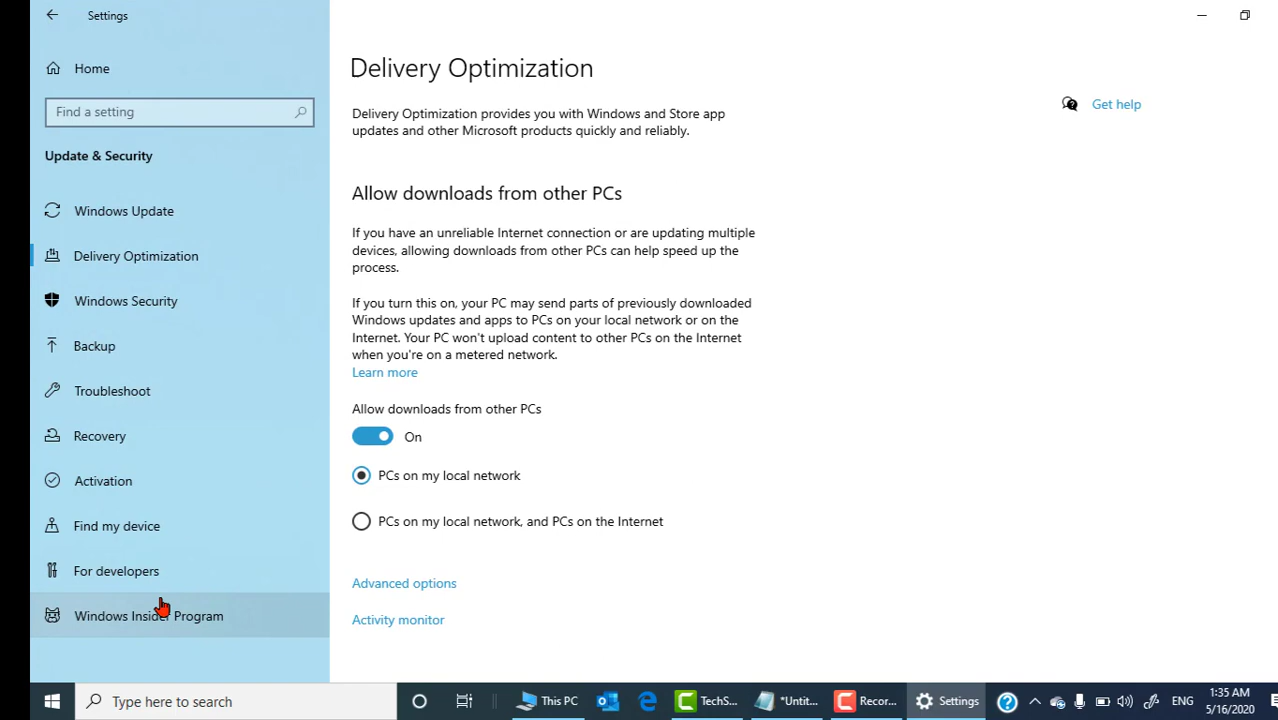 Settings
Home
Find a setting
Update & Security
Windows Update
Delivery Optimization
Windows Security
Backup
Troubleshoot
Recovery
Activation
Find my device
For developers
Windows Insider Program
Delivery Optimization
Delivery Optimization provides you with Windows and Store app
updates and other Microsoft products quickly and reliably.
Get help
Allow downloads from other PCs
If you have an unreliable Internet connection or are updating multiple
devices, allowing downloads from other PCs can help speed up the
process.
If you turn this on, your PC may send parts of previously downloaded
Windows updates and apps to PCs on your local network or on the
Internet. Your PC won't upload content to other PCs on the Internet
when you're on a metered network.
Learn more
Allow downloads from other PCs
On
PCs on my local network
PCs on my local network, and PCs on the Internet
Advanced options
Activity monitor
Type here to search
This PC
TechS...
*Untit...
Recor...
Settings
ENG
1:35 AM
5/16/2020